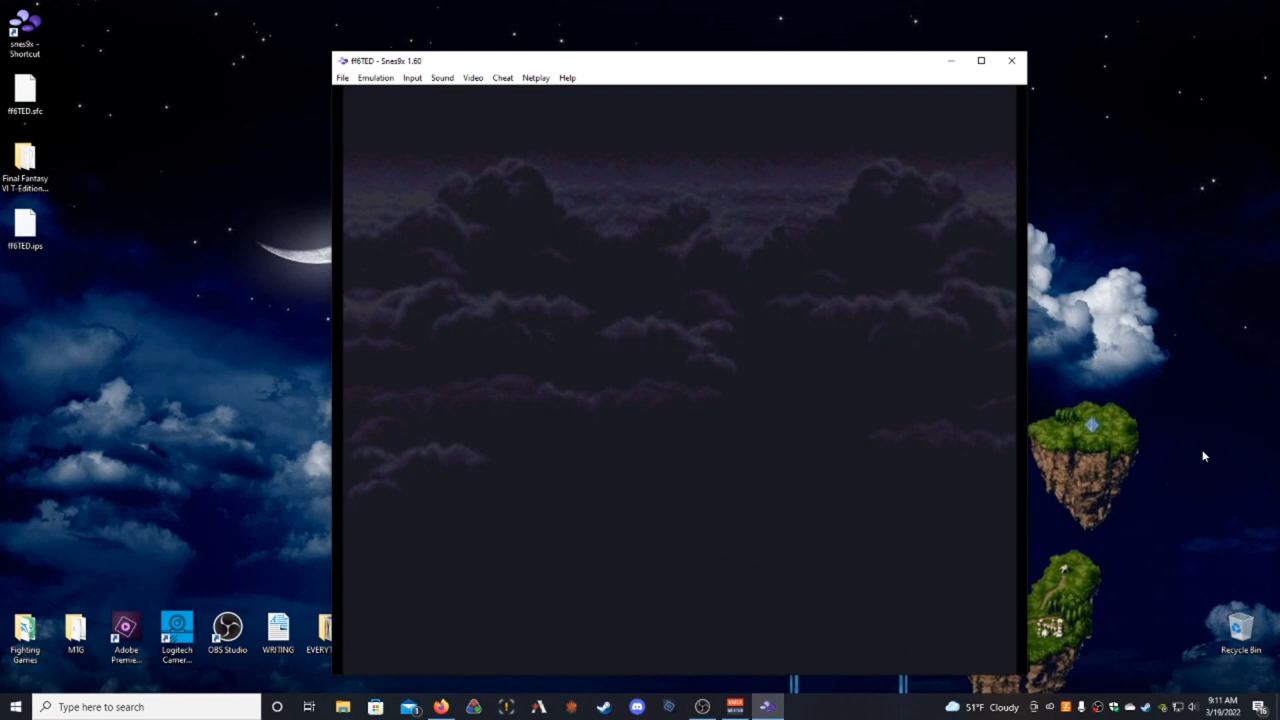 snes9x -
Shortcut
ff6TED.sfc
Final Fantasy
VI T-Edition...
ff6TED.ips
ff6TED - Snes9x 1.60
File Emulation Input Sound Video Cheat Netplay Help
Fighting
Games
MTG
Adobe
Premie...
Logitech
Camer...
OBS Studio
WRITING
EVERYT
Recycle Bin
Type here to search
51°F Cloudy
9:11 AM
3/19/2022